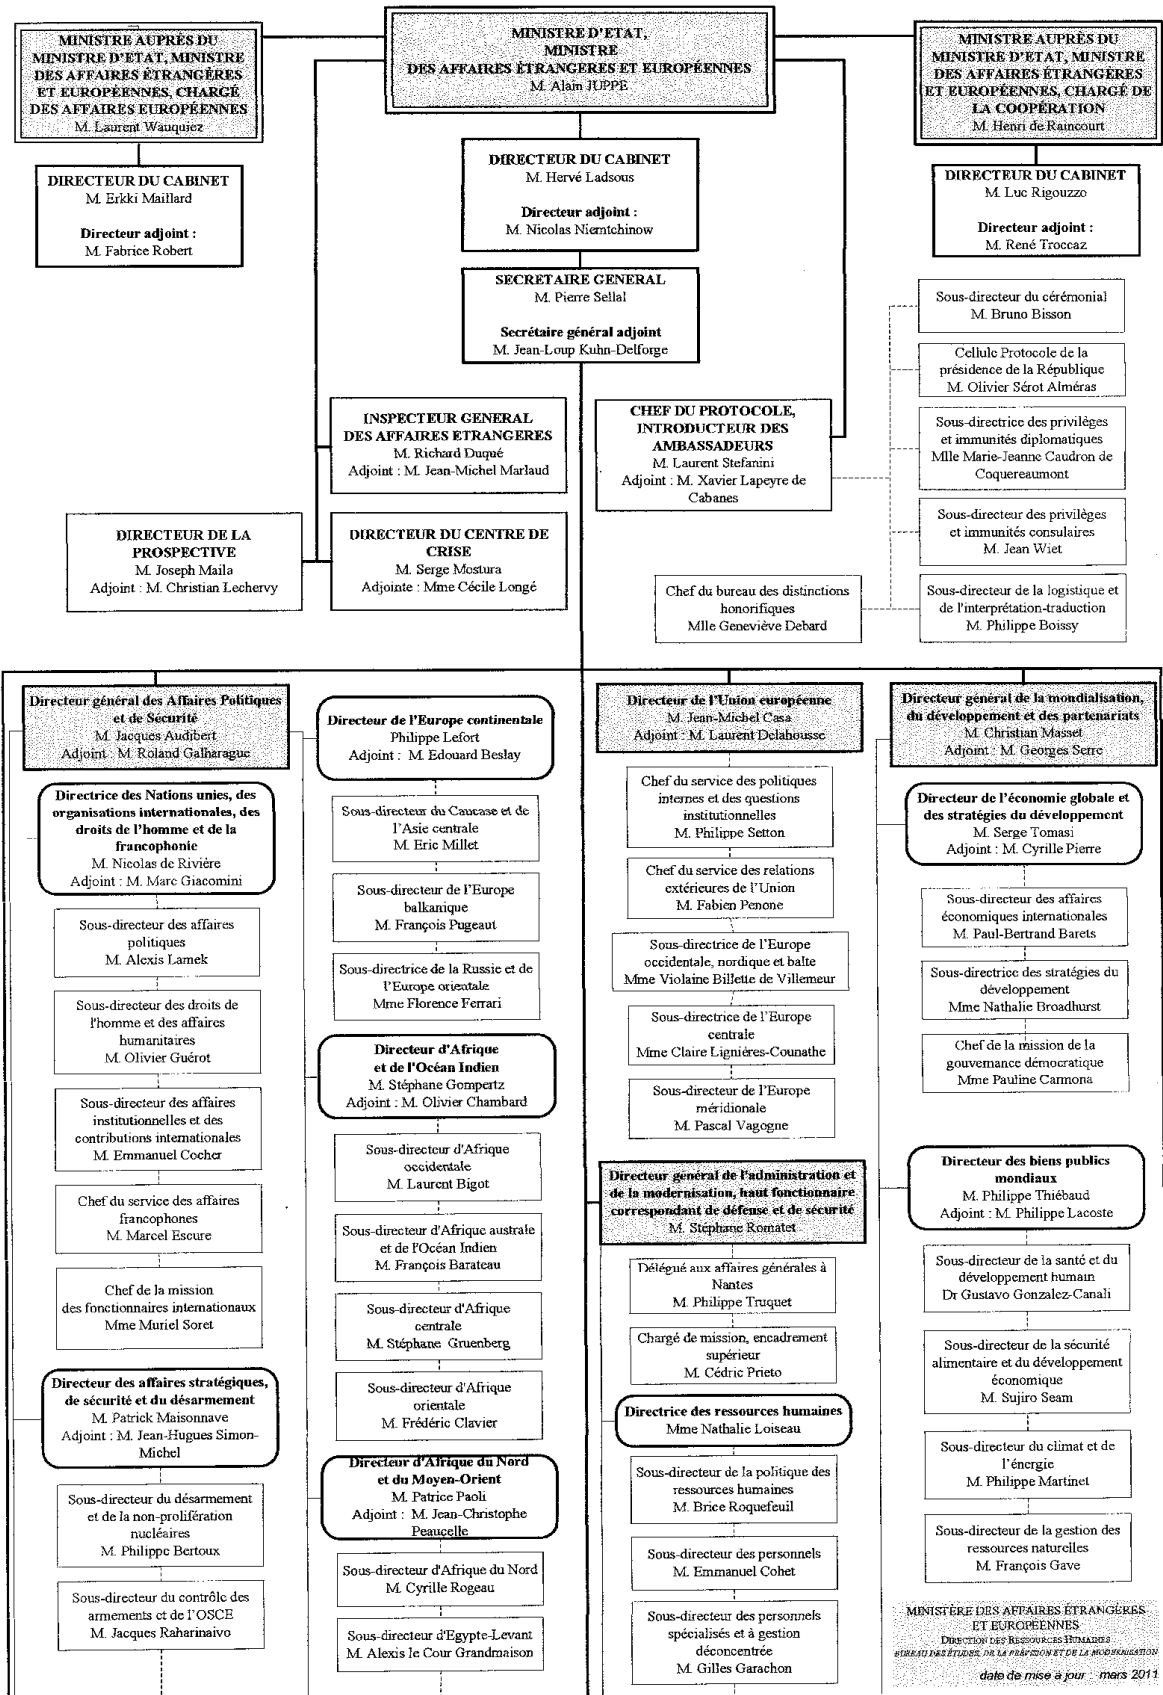 MINISTRE AUPRÈS DU
MINISTRE D'ETAT, MINISTRE
DES AFFAIRES ÉTRANGÈRES
ET EUROPÉENNES, CHARGÉ
DES AFFAIRES EUROPÉENNES
M. Laurent Wauquiez
MINISTRE D'ETAT,
MINISTRE
DES AFFAIRES ÉTRANGERES ET EUROPÉENNES
M. Alain JUPPE
MINISTRE AUPRÈS DU
MINISTRE D'ETAT, MINISTRE
DES AFFAIRES ÉTRANGÈRES
ET EUROPÉENNES, CHARGÉ DE
LA COOPÉRATION
M. Henri de Raincourt
DIRECTEUR DU CABINET
M. Erkki Maillard
Directeur adjoint :
M. Fabrice Robert
DIRECTEUR DU CABINET
M. Hervé Ladsous
Directeur adjoint :
M. Nicolas Niemtchinow
DIRECTEUR DU CABINET
M. Luc Rigouzzo
Directeur adjoint :
M. René Troccaz
SECRETAIRE GENERAL
M. Pierre Sellal
Secrétaire général adjoint
M. Jean-Loup Kuhn-Delforge
INSPECTEUR GENERAL
DES AFFAIRES ETRANGERES
M. Richard Duqué
Adjoint : M. Jean-Michel Marlaud
CHEF DU PROTOCOLE,
INTRODUCTEUR DES
AMBASSADEURS
M. Laurent Stefanini
Adjoint : M. Xavier Lapeyre de
Cabanes
Sous-directeur du cérémonial
M. Bruno Bisson
Cellule Protocole de la
présidence de la République
M. Olivier Sérot Alméras
Sous-directrice des privilèges
et immunités diplomatiques
Mlle Marie-Jeanne Caudron de
Coquereaumont
Sous-directeur des privilèges
et immunités consulaires
M. Jean Wiet
Sous-directeur de la logistique et
de l'interprétation-traduction
M. Philippe Boissy
DIRECTEUR DE LA
PROSPECTIVE
M. Joseph Maila
Adjoint : M. Christian Lechervy
DIRECTEUR DU CENTRE DE
CRISE
M. Serge Mostura
Adjointe : Mme Cécile Longé
Chef du bureau des distinctions
honorifiques
Mlle Geneviève Debard
Directeur général des Affaires Politiques
et de Sécurité
M. Jacques Audibert
Adjoint : M. Roland Galharague
Directrice des Nations unies, des
organisations internationales, des
droits de l'homme et de la
francophonie
M. Nicolas de Rivière
Adjoint : M. Marc Giacomini
Sous-directeur des affaires
politiques
M. Alexis Lamek
Sous-directeur des droits de
l'homme et des affaires
humanitaires
M. Olivier Guérot
Sous-directeur des affaires
institutionnelles et des
contributions internationales
M. Emmanuel Cocher
Chef du service des affaires
francophones
M. Marcel Escure
Chef de la mission
des fonctionnaires internationaux
Mme Muriel Soret
Directeur des affaires stratégiques,
de sécurité et du désarmement
M. Patrick Maisonnave
Adjoint : M. Jean-Hugues Simon-
Michel
Sous-directeur du désarmement
et de la non-prolifération
nucléaires
M. Philippe Bertoux
Sous-directeur du contrôle des
armements et de l'OSCE
M. Jacques Raharinaivo
Directeur de l'Europe continentale
Philippe Lefort
Adjoint : M. Edouard Beslay
Sous-directeur du Caucase et de
l'Asie centrale
M. Eric Millet
Sous-directeur de l'Europe
balkanique
M. François Pugeaut
Sous-directrice de la Russie et de
l'Europe orientale
Mme Florence Ferrari
Directeur d'Afrique
et de l'Océan Indien
M. Stéphane Gompertz
Adjoint : M. Olivier Chambard
Sous-directeur d'Afrique
occidentale
M. Laurent Bigot
Sous-directeur d'Afrique australe
et de l'Océan Indien
M. François Barateau
Sous-directeur d'Afrique
centrale
M. Stéphane Gruenberg
Sous-directeur d'Afrique
orientale
M. Frédéric Clavier
Directeur d'Afrique du Nord
et du Moyen-Orient
M. Patrice Paoli
Adjoint : M. Jean-Christophe
Peaucelle
Sous-directeur d'Afrique du Nord
M. Cyrille Rogeau
Sous-directeur d'Egypte-Levant
M. Alexis le Cour Grandmaison
Directeur de l'Union européenne
M. Jean-Michel Casa
Adjoint : M. Laurent Delahousse
Chef du service des politiques
internes et des questions
institutionnelles
M. Philippe Setton
Chef du service des relations
extérieures de l'Union
M. Fabien Penone
Sous-directrice de l'Europe
occidentale, nordique et balte
Mme Violaine Billette de Villemeur
Sous-directrice de l'Europe
centrale
Mme Claire Lignières-Counathe
Sous-directeur de l'Europe
méridionale
M. Pascal Vagogne
Directeur général de l'administration et
de la modernisation, haut fonctionnaire
correspondant de défense et de sécurité
M. Stéphane Romatet
Délégué aux affaires générales à
Nantes
M. Philippe Truquet
Chargé de mission, encadrement
supérieur
M. Cédric Prieto
Directrice des ressources humaines
Mme Nathalie Loiseau
Sous-directeur de la politique des
ressources humaines
M. Brice Roquefeuil
Sous-directeur des personnels
M. Emmanuel Cohet
Sous-directeur des personnels
spécialisés et à gestion
déconcentrée
M. Gilles Garachon
Directeur général de la mondialisation,
du développement et des partenariats
M. Christian Masset
Adjoint : M. Georges Serre
Directeur de l'économie globale et
des stratégies du développement
M. Serge Tomasi
Adjoint : M. Cyrille Pierre
Sous-directeur des affaires
économiques internationales
M. Paul-Bertrand Barets
Sous-directrice des stratégies du
développement
Mme Nathalie Broadhurst
Chef de la mission de la
gouvernance démocratique
Mme Pauline Carmona
Directeur des biens publics
mondiaux
M. Philippe Thiébaud
Adjoint : M. Philippe Lacoste
Sous-directeur de la santé et du
développement humain
Dr Gustavo Gonzalez-Canali
Sous-directeur de la sécurité
alimentaire et du développement
économique
M. Sujiro Seam
Sous-directeur du climat et de
l'énergie
M. Philippe Martinet
Sous-directeur de la gestion des
ressources naturelles
M. François Gave
MINISTÈRE DES AFFAIRES ÉTRANGÈRES
ET EUROPÉENNES
DIRECTION DES RESSOURCES HUMAINES
BUREAU DES ÉTUDES, DE LA PRÉVISION ET DE LA MODERNISATION
date de mise à jour : mars 2011